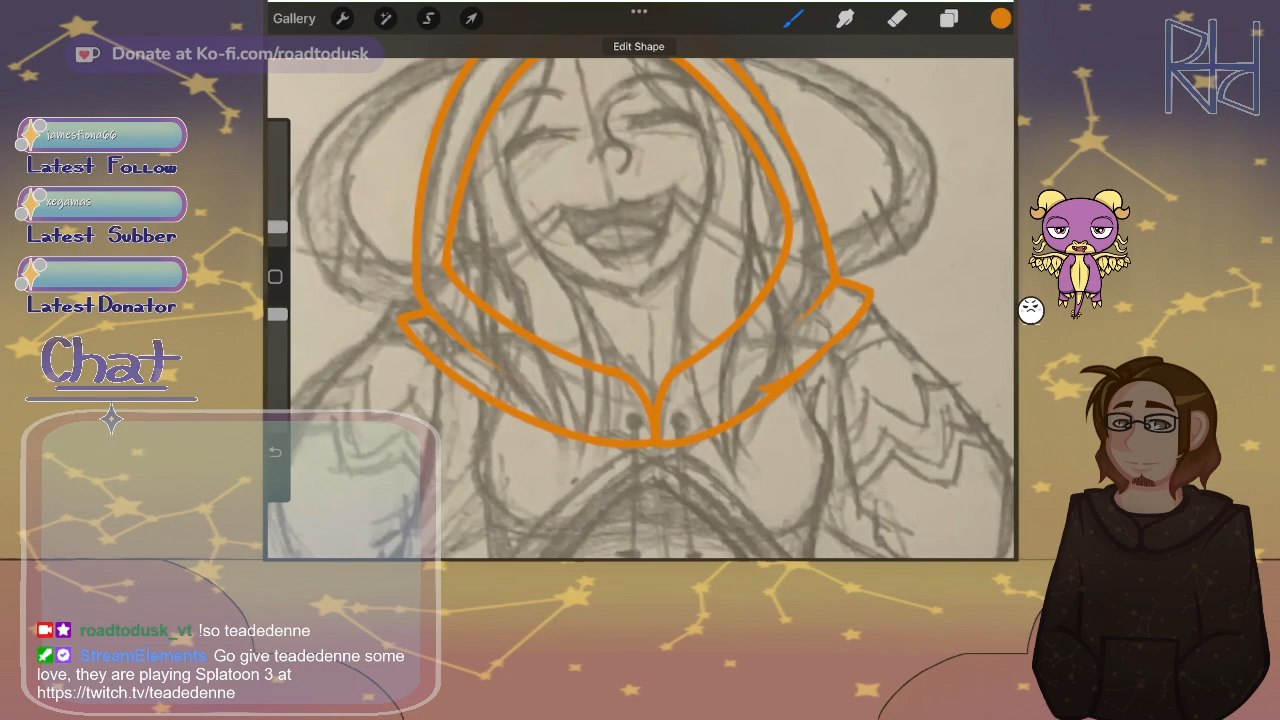 Gallery
Edit Shape
Donate at Ko-fi.com/roadtodusk
jamesfiona66
Latest Follow
xegamas
Latest Subber
Latest Donator
Chat
roadtodusk_vt !so teadedenne
StreamElements Go give teadedenne some
love, they are playing Splatoon 3 at
https://twitch.tv/teadedenne